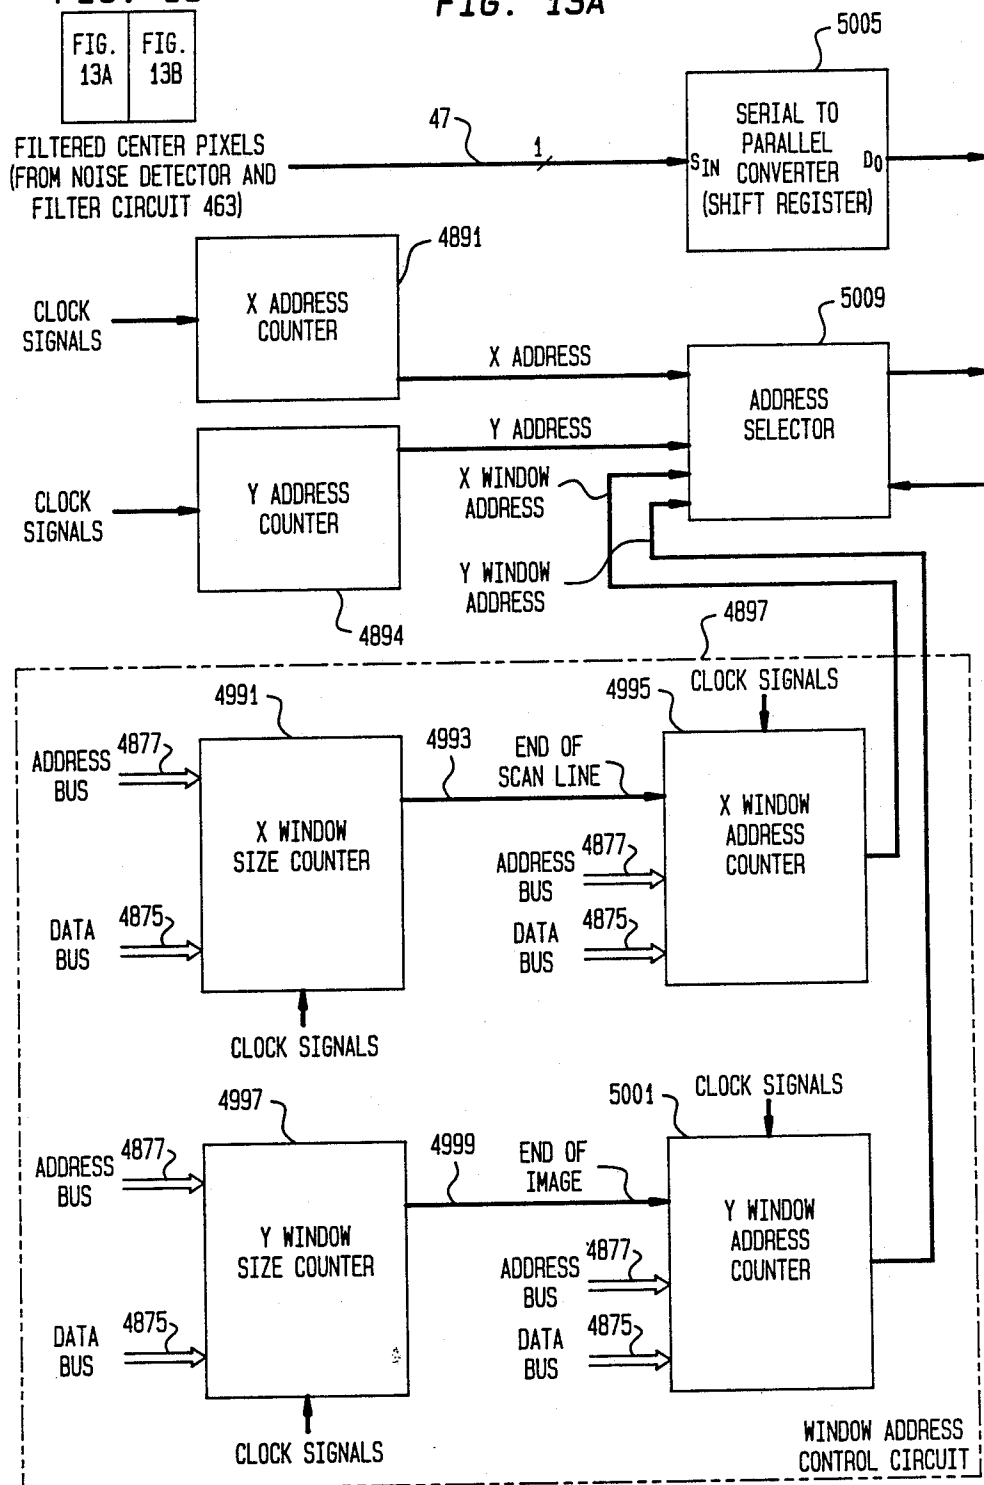 FIG. 13A
FIG. 13A
FIG. 13B
5005
FILTERED CENTER PIXELS
(FROM NOISE DETECTOR AND
FILTER CIRCUIT 463)
47
1
SERIAL TO
PARALLEL
CONVERTER
(SHIFT REGISTER)
SIN
D0
4891
CLOCK
SIGNALS
X ADDRESS
COUNTER
X ADDRESS
5009
ADDRESS
SELECTOR
CLOCK
SIGNALS
Y ADDRESS
COUNTER
Y ADDRESS
X WINDOW
ADDRESS
Y WINDOW
ADDRESS
4894
4897
4991
ADDRESS
BUS
4877
X WINDOW
SIZE COUNTER
DATA
BUS
4875
CLOCK SIGNALS
4993
END OF
SCAN LINE
4995
CLOCK SIGNALS
X WINDOW
ADDRESS
COUNTER
ADDRESS
BUS
4877
DATA
BUS
4875
4997
ADDRESS
BUS
4877
Y WINDOW
SIZE COUNTER
DATA
BUS
4875
CLOCK SIGNALS
4999
END OF
IMAGE
5001
CLOCK SIGNALS
Y WINDOW
ADDRESS
COUNTER
ADDRESS
BUS
4877
DATA
BUS
4875
WINDOW ADDRESS
CONTROL CIRCUIT